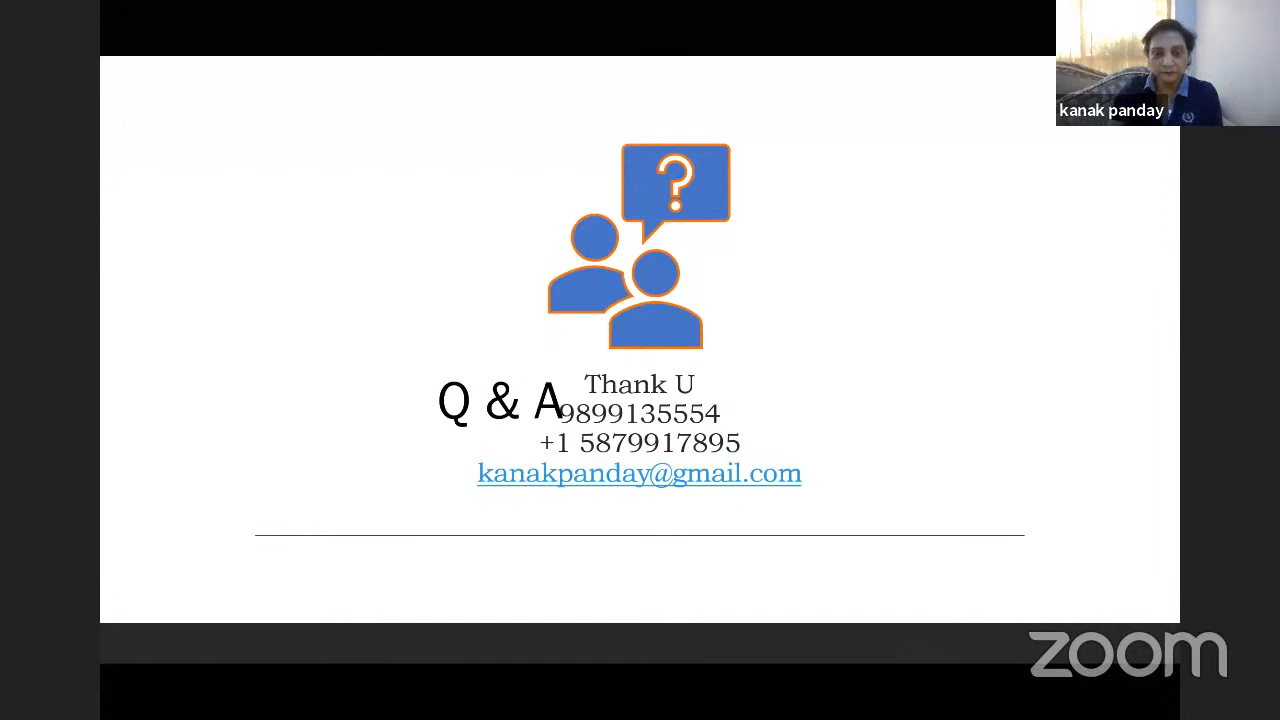 kanak panday
?
Thank U
Q & A
9899135554
+1 5879917895
kanakpanday@gmail.com
zoom